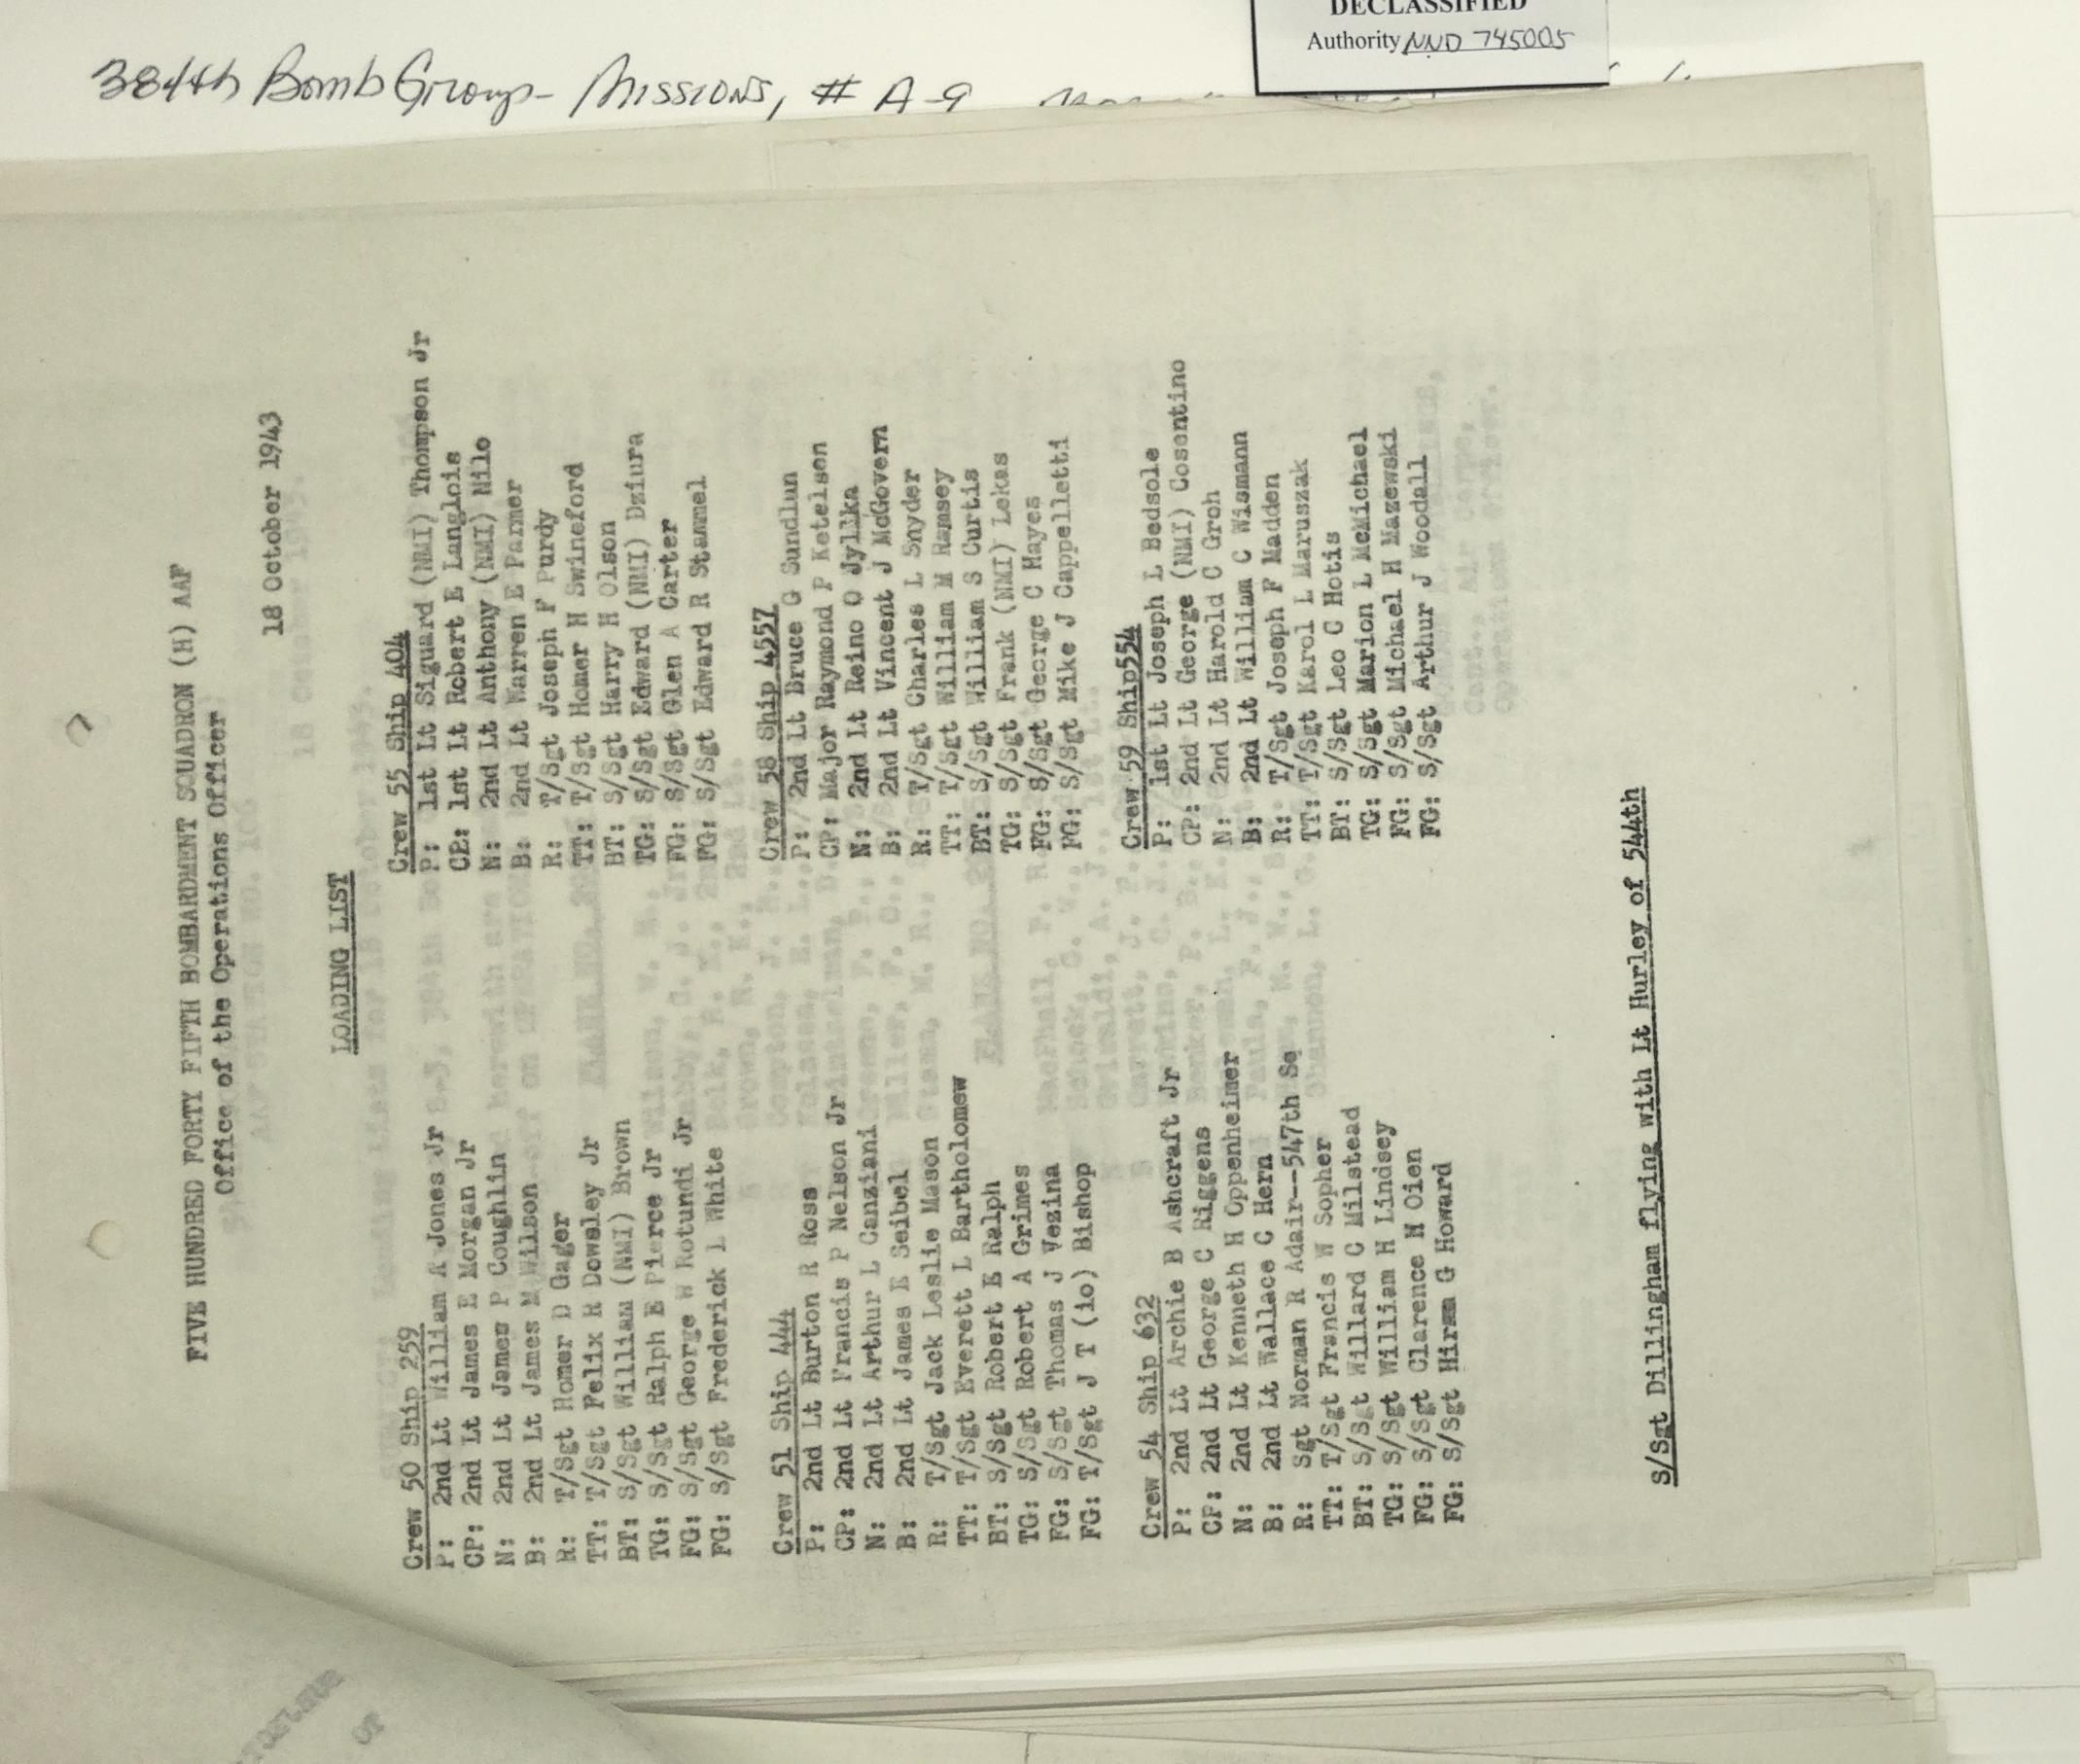 DECLASSIFIED
Authority NND 745005
384th Bomb Group - Missions, # A-9
FIVE HUNDRED FORTY FIFTH BOMBARDMENT SQUADRON (H) AAF
Office of the Operations Officer
18 October 1943
LOADING LIST
Crew 50 Ship 259
P: 2nd Lt William A Jones Jr
CP: 2nd Lt James E Morgan Jr
N: 2nd Lt James P Coughlin
B: 2nd Lt James M Wilson
R: T/Sgt Homer D Gager
TT: T/Sgt Felix R Dowsley Jr
BT: S/Sgt William (NMI) Brown
TG: S/Sgt Ralph E Pierce Jr
FG: S/Sgt George W Rotundi Jr
FG: S/Sgt Frederick L White
Crew 51 Ship 444
P: 2nd Lt Burton R Ross
CP: 2nd Lt Francis P Nelson Jr
N: 2nd Lt Arthur L Canziani
B: 2nd Lt James E Seibel
R: T/Sgt Jack Leslie Mason
TT: T/Sgt Everett L Bartholomew
BT: S/Sgt Robert E Ralph
TG: S/Sgt Robert A Grimes
FG: S/Sgt Thomas J Vezina
FG: T/Sgt J T (io) Bishop
Crew 54 Ship 632
P: 2nd Lt Archie B Ashcraft Jr
CP: 2nd Lt George C Riggens
N: 2nd Lt Kenneth H Oppenheimer
B: 2nd Lt Wallace C Hern
R: Sgt Norman R Adair--547th Sq
TT: T/Sgt Francis W Sopher
BT: S/Sgt Willard C Milstead
TG: S/Sgt William H Lindsey
FG: S/Sgt Clarence N Oien
FG: S/Sgt Hiram G Howard
Crew 55 Ship 404
P: 1st Lt Siguard (NMI) Thompson Jr
CP: 1st Lt Robert E Langlois
N: 2nd Lt Anthony (NMI) Nilo
B: 2nd Lt Warren E Parmer
R: T/Sgt Joseph F Purdy
TT: T/Sgt Homer N Swineford
BT: S/Sgt Harry H Olson
TG: S/Sgt Edward (NMI) Dziura
FG: S/Sgt Glen A Carter
FG: S/Sgt Edward R Stammel
Crew 58 Ship 4557
P: 2nd Lt Bruce G Sundlun
CP: Major Raymond P Ketelsen
N: 2nd Lt Reino O Jylkka
B: 2nd Lt Vincent J McGovern
R: T/Sgt Charles L Snyder
TT: T/Sgt William M Ramsey
BT: S/Sgt William S Curtis
TG: S/Sgt Frank (NMI) Lekas
FG: S/Sgt George C Hayes
FG: S/Sgt Mike J Cappelletti
Crew 59 Ship554
P: 1st Lt Joseph L Bedsole
CP: 2nd Lt George (NMI) Cosentino
N: 2nd Lt Harold C Groh
B: 2nd Lt William C Wismann
R: T/Sgt Joseph F Madden
TT: T/Sgt Karol L Maruszak
BT: S/Sgt Leo C Hotis
TG: S/Sgt Marion L McMichael
FG: S/Sgt Michael H Mazewski
FG: S/Sgt Arthur J Woodall
S/Sgt Dillingham flying with Lt Hurley of 544th